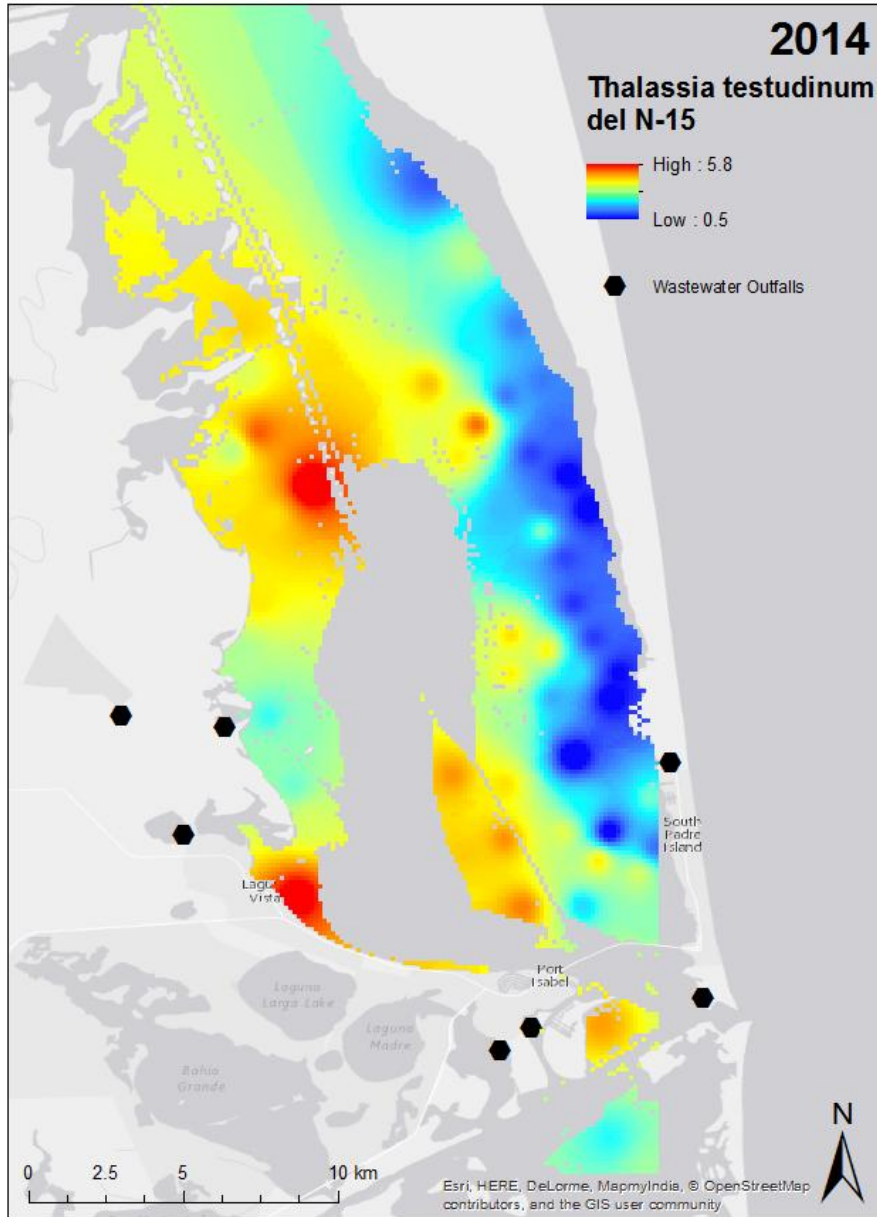 2014
Thalassia testudinum
del N-15
High : 5.8
Low : 0.5
Wastewater Outfalls
South
Padre
Island
Laguna
Vista
Port
Isabel
Laguna
Larga Lake
Laguna
Madre
Bahia
Grande
N
0 2.5 5 10 km
Esri, HERE, DeLorme, MapmyIndia, © OpenStreetMap
contributors, and the GIS user community